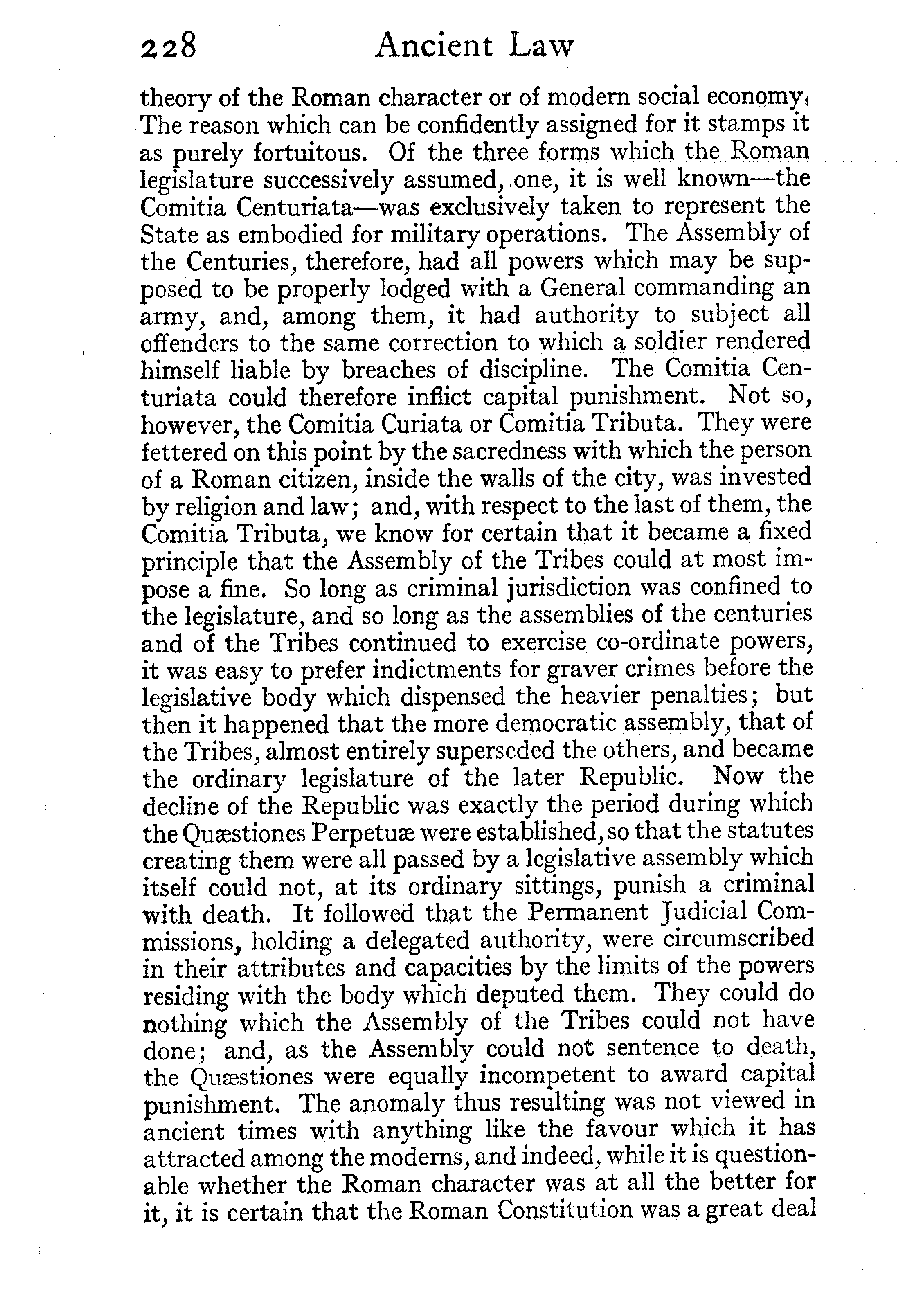 228 Ancient Law
theory of the Roman character or of modern social economy,
The reason which can be confidently assigned for it stamps it
as purely fortuitous. Of the three forms which the Roman
legislature successively assumed, one, it is well known—the
Comitia Centuriata—was exclusively taken to represent the
State as embodied for military operations. The Assembly of
the Centuries, therefore, had all powers which may be sup-
posed to be properly lodged with a General commanding an
army, and, among them, it had authority to subject all
offenders to the same correction to which a soldier rendered
himself liable by breaches of discipline. The Comitia Cen-
turiata could therefore inflict capital punishment. Not so,
however, the Comitia Curiata or Comitia Tributa. They were
fettered on this point by the sacredness with which the person
of a Roman citizen, inside the walls of the city, was invested
by religion and law; and, with respect to the last of them, the
Comitia Tributa, we know for certain that it became a fixed
principle that the Assembly of the Tribes could at most im-
pose a fine. So long as criminal jurisdiction was confined to
the legislature, and so long as the assemblies of the centuries
and of the Tribes continued to exercise co-ordinate powers,
it was easy to prefer indictments for graver crimes before the
legislative body which dispensed the heavier penalties; but
then it happened that the more democratic assembly, that of
the Tribes, almost entirely superseded the others, and became
the ordinary legislature of the later Republic. Now the
decline of the Republic was exactly the period during which
the Quæstiones Perpetuæ were established, so that the statutes
creating them were all passed by a legislative assembly which
itself could not, at its ordinary sittings, punish a criminal
with death. It followed that the Permanent Judicial Com-
missions, holding a delegated authority, were circumscribed
in their attributes and capacities by the limits of the powers
residing with the body which deputed them. They could do
nothing which the Assembly of the Tribes could not have
done; and, as the Assembly could not sentence to death,
the Quæstiones were equally incompetent to award capital
punishment. The anomaly thus resulting was not viewed in
ancient times with anything like the favour which it has
attracted among the moderns, and indeed, while it is question-
able whether the Roman character was at all the better for
it, it is certain that the Roman Constitution was a great deal